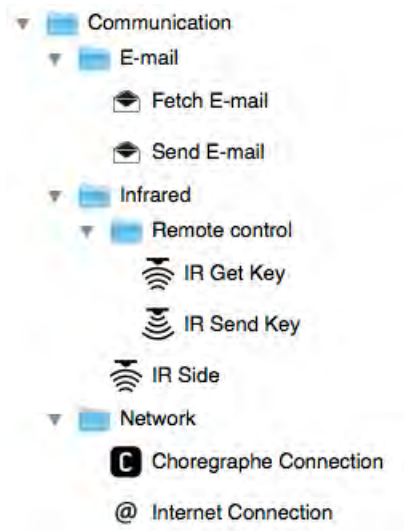 Communication
E-mail
Fetch E-mail
Send E-mail
Infrared
Remote control
IR Get Key
IR Send Key
IR Side
Network
C Choregraphe Connection
@ Internet Connection